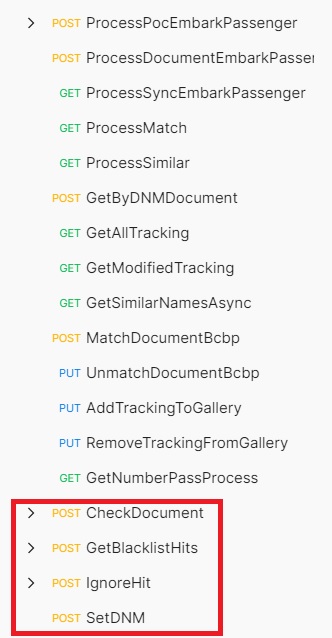 POST ProcessPocEmbarkPassenger
POST ProcessDocumentEmbarkPasser
GET ProcessSyncEmbarkPassenger
GET ProcessMatch
GET ProcessSimilar
POST GetByDNMDocument
GET GetAllTracking
GET GetModifiedTracking
GET GetSimilarNamesAsync
POST MatchDocumentBcbp
PUT UnmatchDocumentBcbp
PUT AddTrackingToGallery
PUT RemoveTrackingFromGallery
GET GetNumberPassProcess
POST CheckDocument
POST GetBlacklistHits
POST IgnoreHit
POST SetDNM